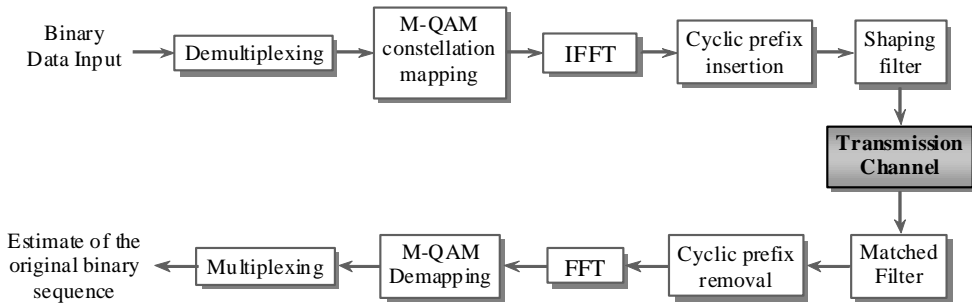 Binary
Data Input
Demultiplexing
M-QAM
constellation
mapping
IFFT
Cyclic prefix
insertion
Shaping
filter
Transmission
Channel
Estimate of the
original binary
sequence
Multiplexing
M-QAM
Demapping
FFT
Cyclic prefix
removal
Matched
Filter